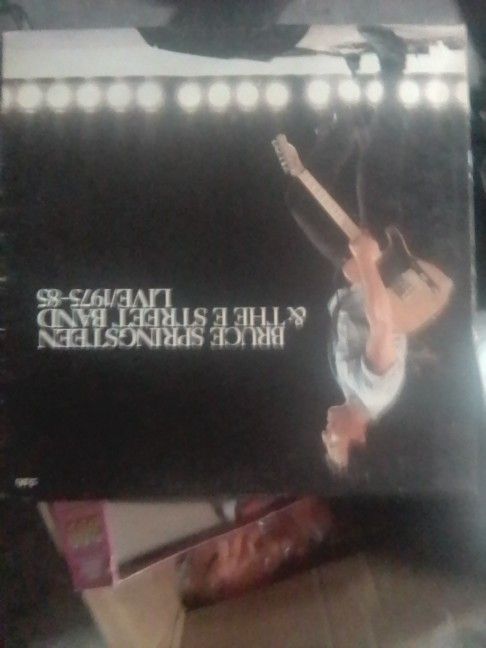 BRUCE SPRINGSTEEN
& THE E STREET BAND
LIVE/1975-85